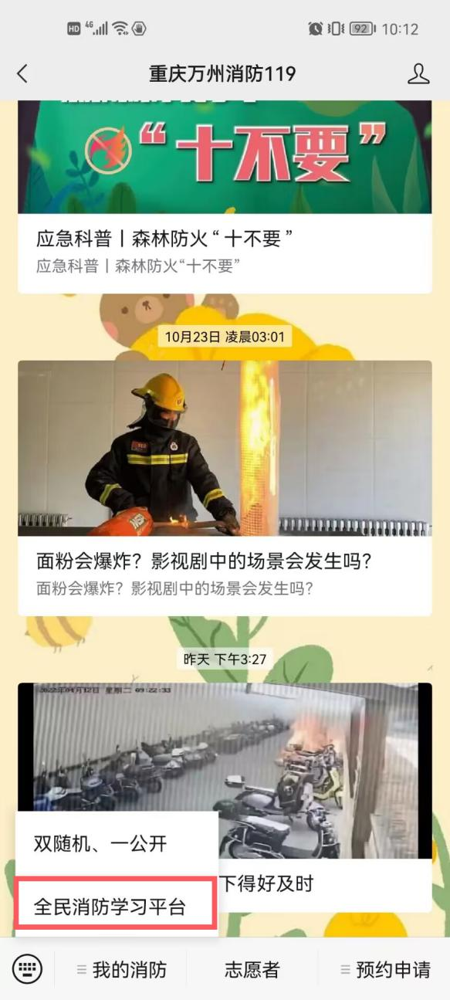 HD 4G 92 10:12
重庆万州消防119
“十不要”
应急科普丨森林防火“十不要”
应急科普丨森林防火“十不要”
10月23日 凌晨03:01
面粉会爆炸？影视剧中的场景会发生吗？
面粉会爆炸？影视剧中的场景会发生吗？
昨天 下午3:27
2022年04月12日 星期二 09:22:33
下得好及时
双随机、一公开
全民消防学习平台
我的消防
志愿者
预约申请